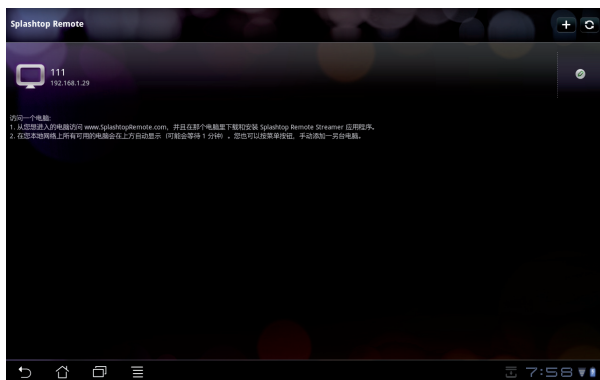 Splashtop Remote
111
192.168.1.29
访问一个电脑:
1. 从您想进入的电脑访问 www.SplashtopRemote.com，并且在那个电脑里下载和安装 Splashtop Remote Streamer 应用程序。
2. 在您本地网络上所有可用的电脑会在上方自动显示（可能会等待 1 分钟）。您也可以按菜单按钮，手动添加一另台电脑。
7:58